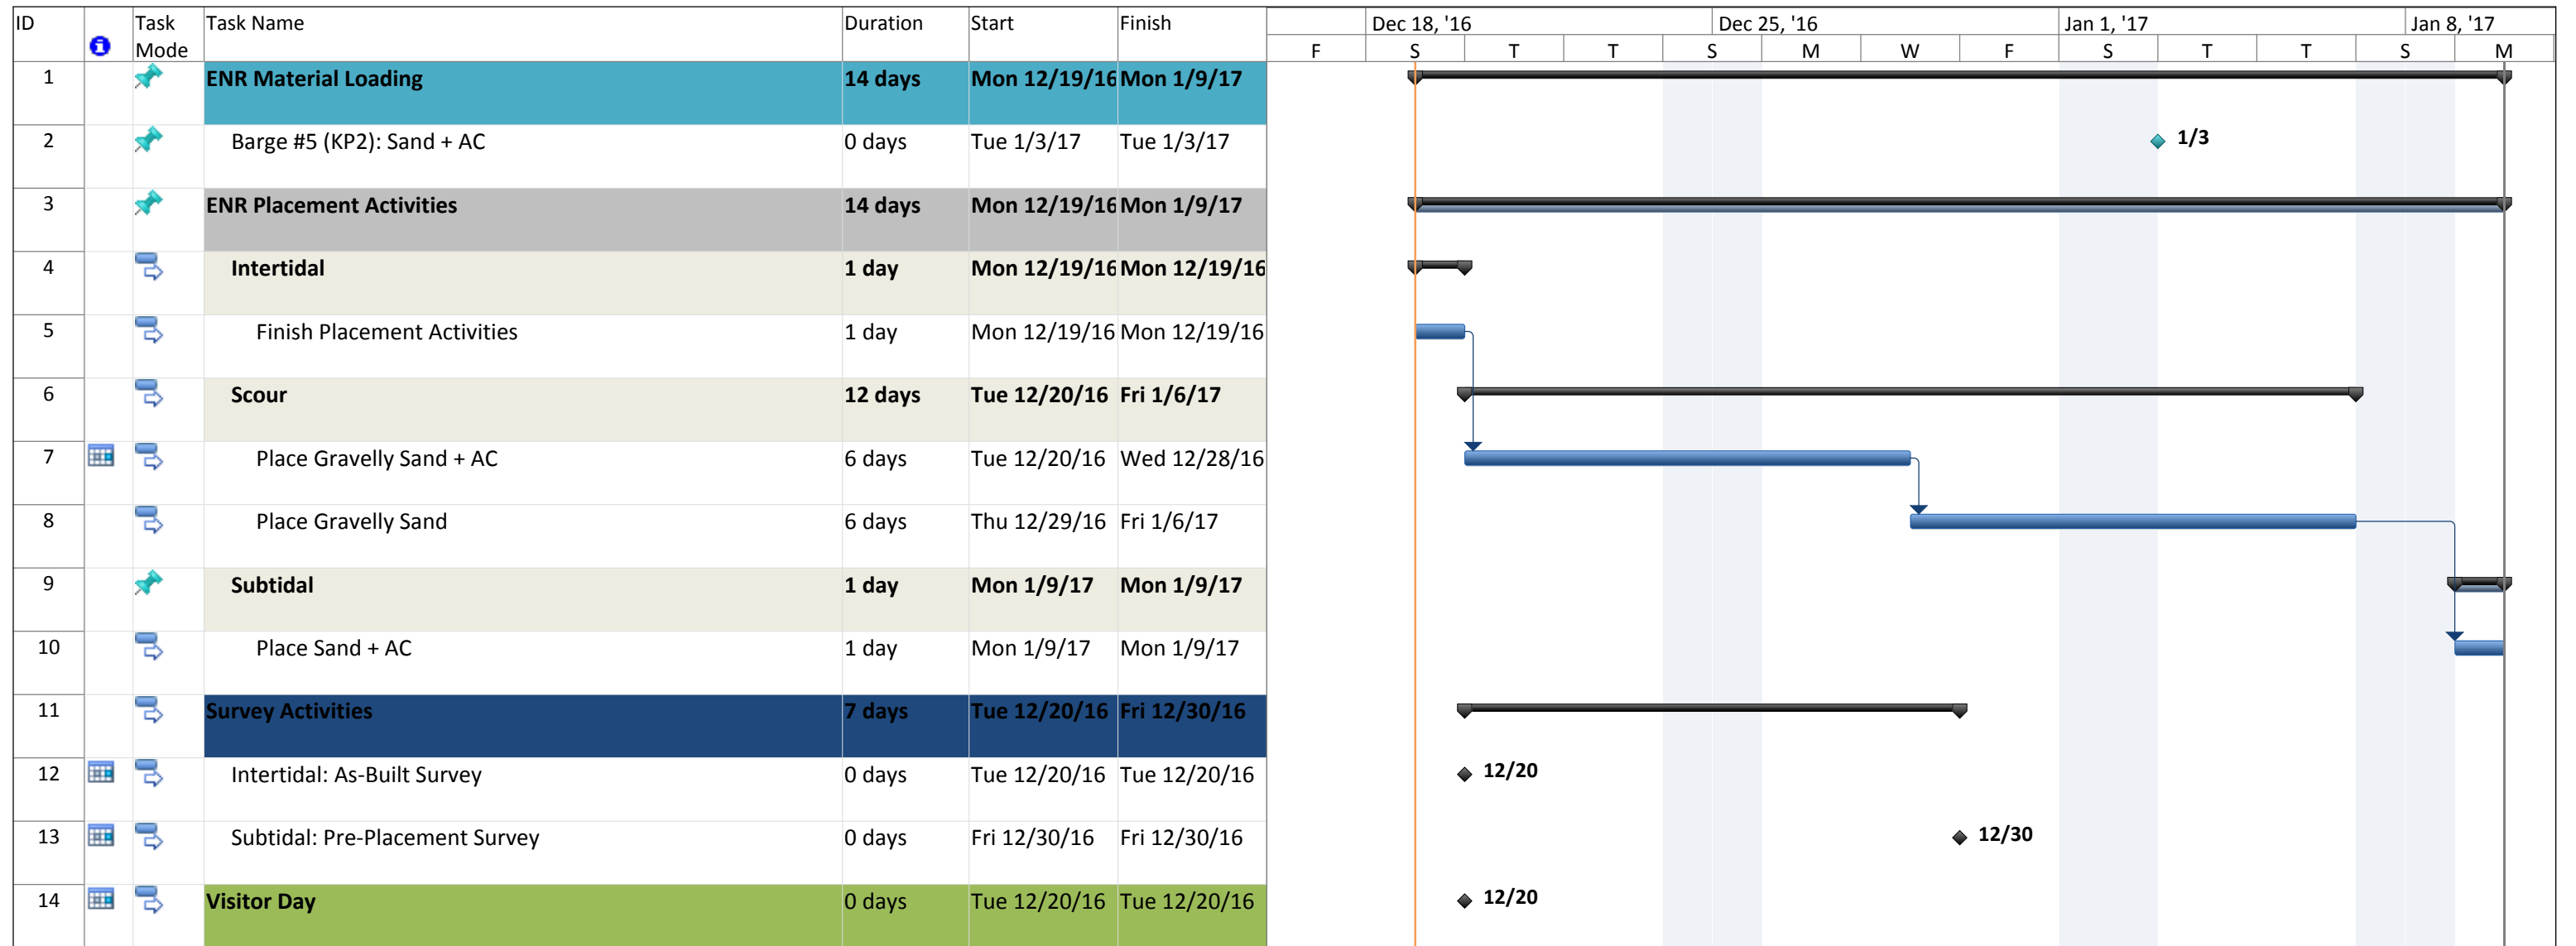 ID Task Mode Task Name Duration Start Finish Dec 18, '16 Dec 25, '16 Jan 1, '17 Jan 8, '17
F S T T S M W F S T T S M
1 ENR Material Loading 14 days Mon 12/19/16 Mon 1/9/17
2 Barge #5 (KP2): Sand + AC 0 days Tue 1/3/17 Tue 1/3/17 1/3
3 ENR Placement Activities 14 days Mon 12/19/16 Mon 1/9/17
4 Intertidal 1 day Mon 12/19/16 Mon 12/19/16
5 Finish Placement Activities 1 day Mon 12/19/16 Mon 12/19/16
6 Scour 12 days Tue 12/20/16 Fri 1/6/17
7 Place Gravelly Sand + AC 6 days Tue 12/20/16 Wed 12/28/16
8 Place Gravelly Sand 6 days Thu 12/29/16 Fri 1/6/17
9 Subtidal 1 day Mon 1/9/17 Mon 1/9/17
10 Place Sand + AC 1 day Mon 1/9/17 Mon 1/9/17
11 Survey Activities 7 days Tue 12/20/16 Fri 12/30/16
12 Intertidal: As-Built Survey 0 days Tue 12/20/16 Tue 12/20/16 12/20
13 Subtidal: Pre-Placement Survey 0 days Fri 12/30/16 Fri 12/30/16 12/30
14 Visitor Day 0 days Tue 12/20/16 Tue 12/20/16 12/20